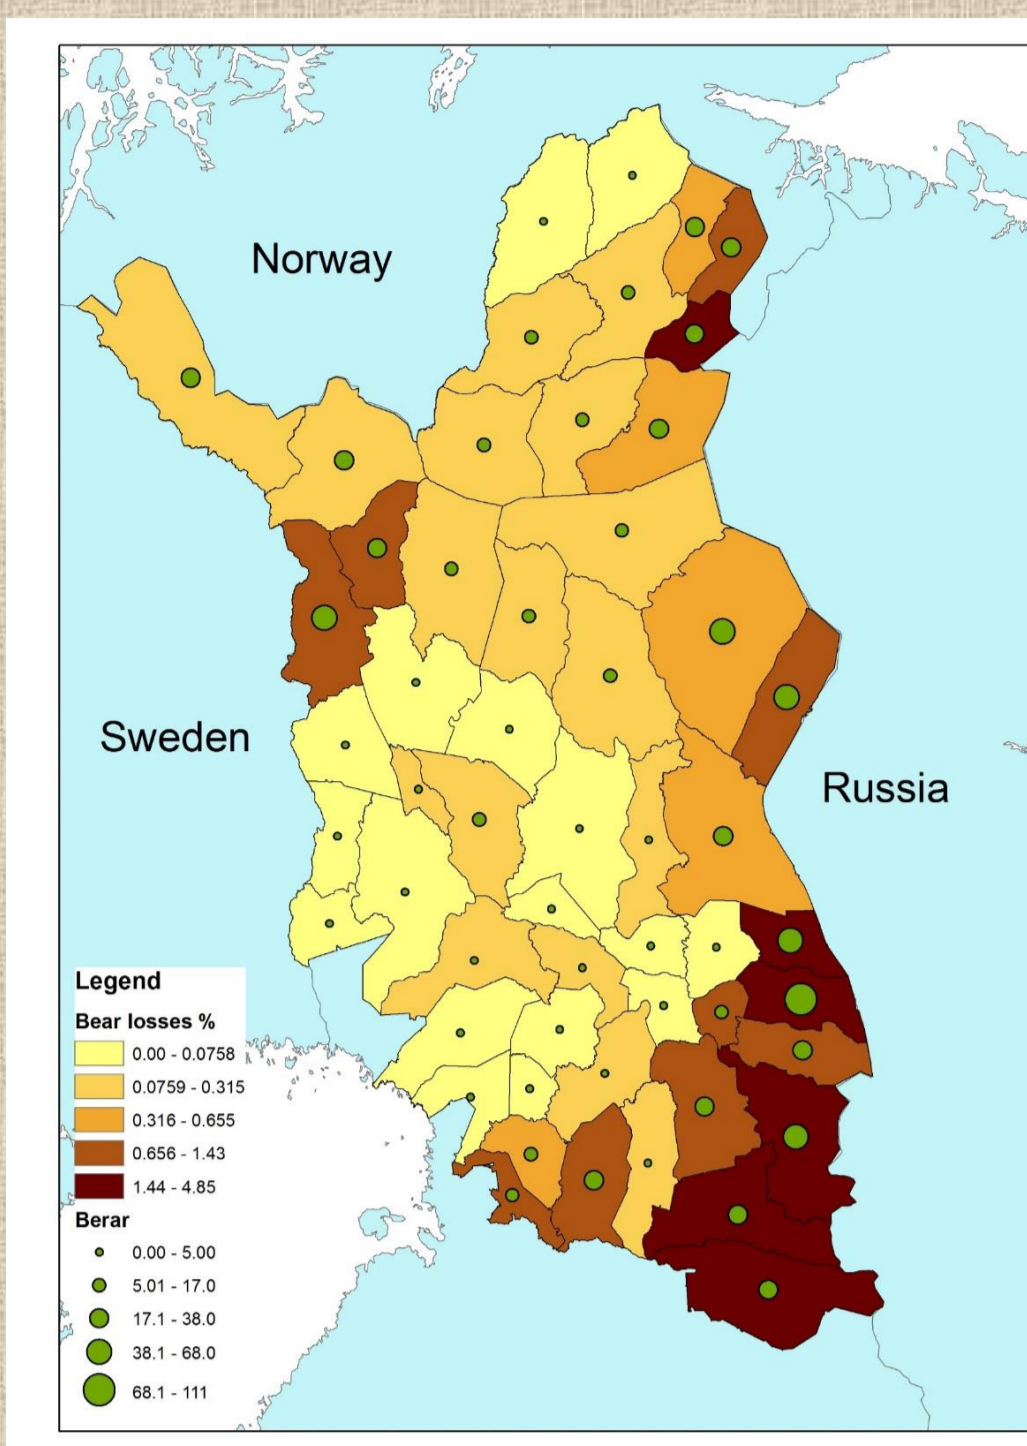 Norway
Sweden
Russia
Legend
Bear losses %
0.00 - 0.0758
0.0759 - 0.315
0.316 - 0.655
0.656 - 1.43
1.44 - 4.85
Berar
0.00 - 5.00
5.01 - 17.0
17.1 - 38.0
38.1 - 68.0
68.1 - 111